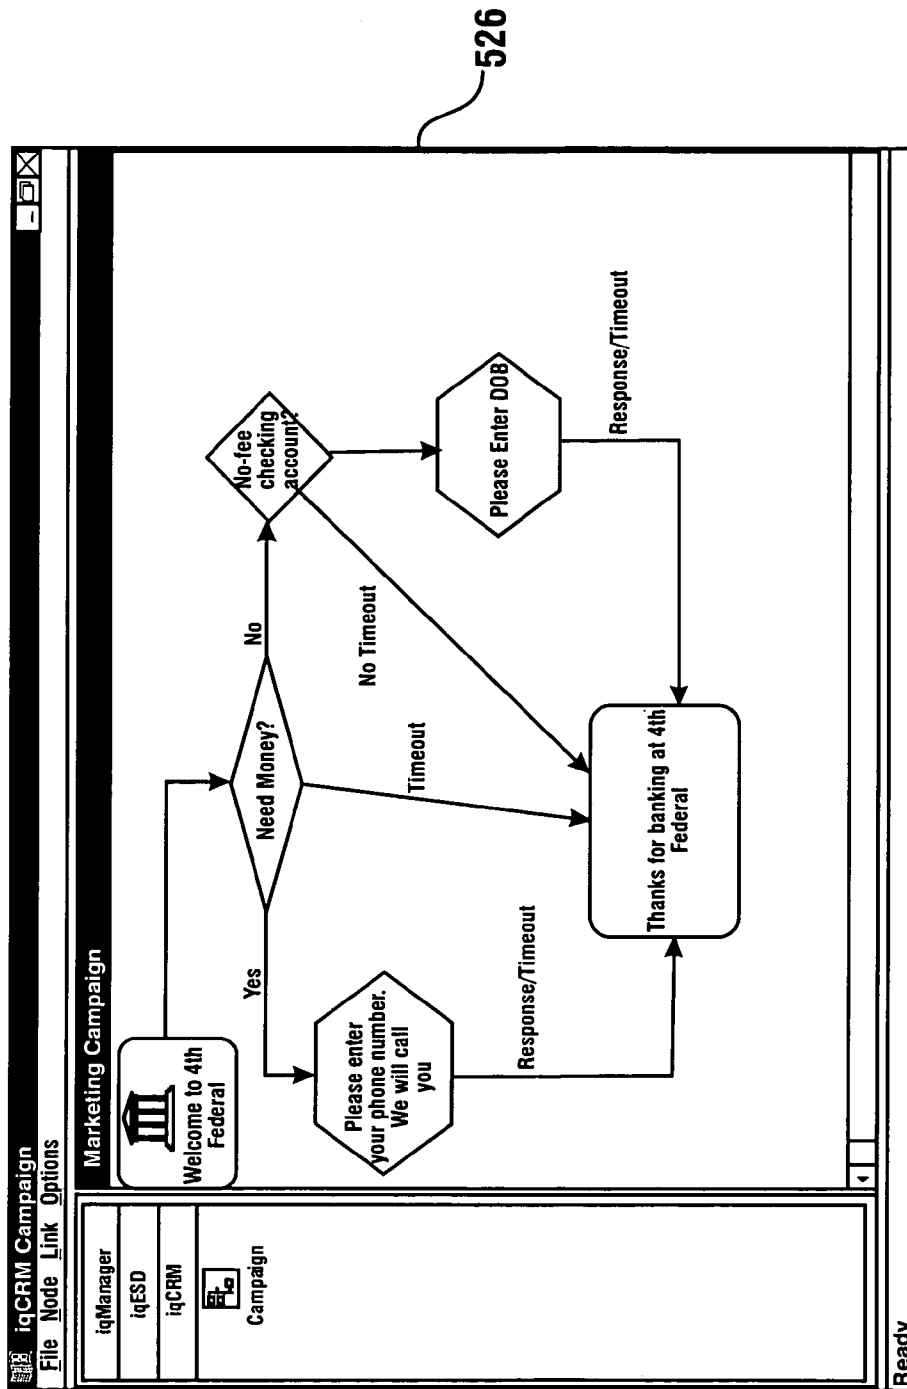 iqCRM Campaign
File Node Link Options
iqManager
iqESD
iqCRM
Campaign
Marketing Campaign
Welcome to 4th
Federal
Need Money?
Yes
No
No-fee
checking
account?
Please enter
your phone number.
We will call
you
Timeout
No Timeout
Please Enter DOB
Response/Timeout
Response/Timeout
Thanks for banking at 4th
Federal
Ready
526